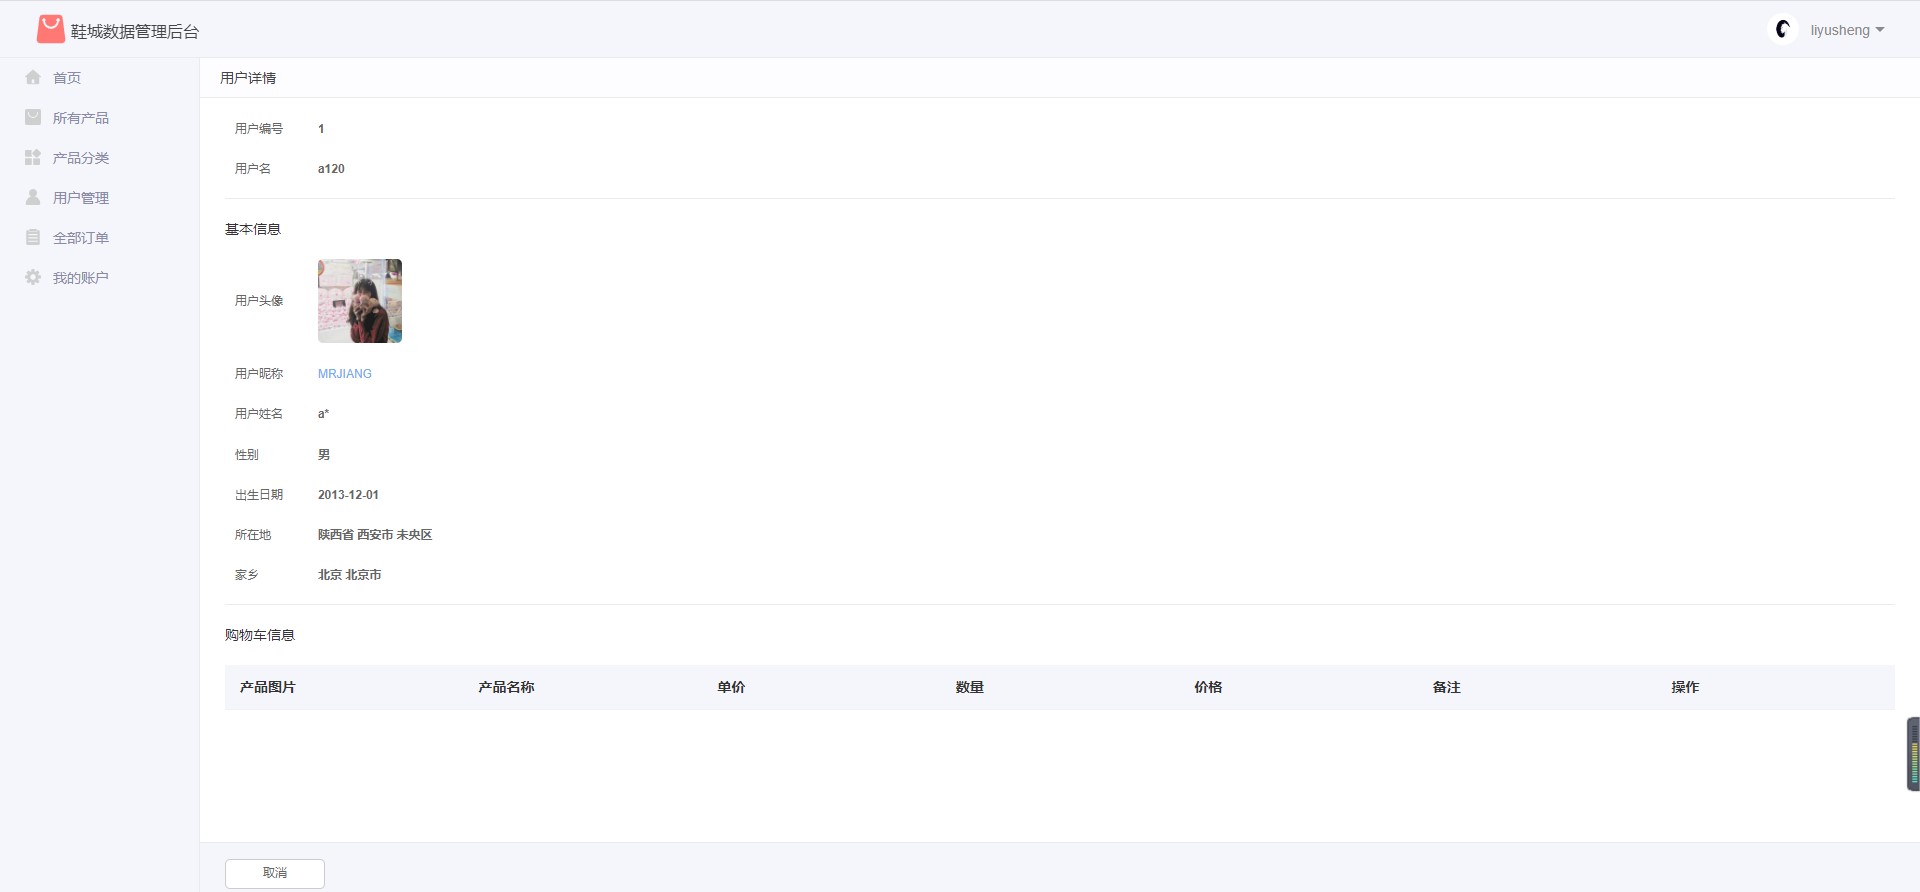 鞋城数据管理后台
liyusheng
首页
所有产品
产品分类
用户管理
全部订单
我的账户
用户详情
用户编号 1
用户名 a120
基本信息
用户头像
用户昵称 MRJIANG
用户姓名 a*
性别 男
出生日期 2013-12-01
所在地 陕西省 西安市 未央区
家乡 北京 北京市
购物车信息
产品图片 产品名称 单价 数量 价格 备注 操作
取消